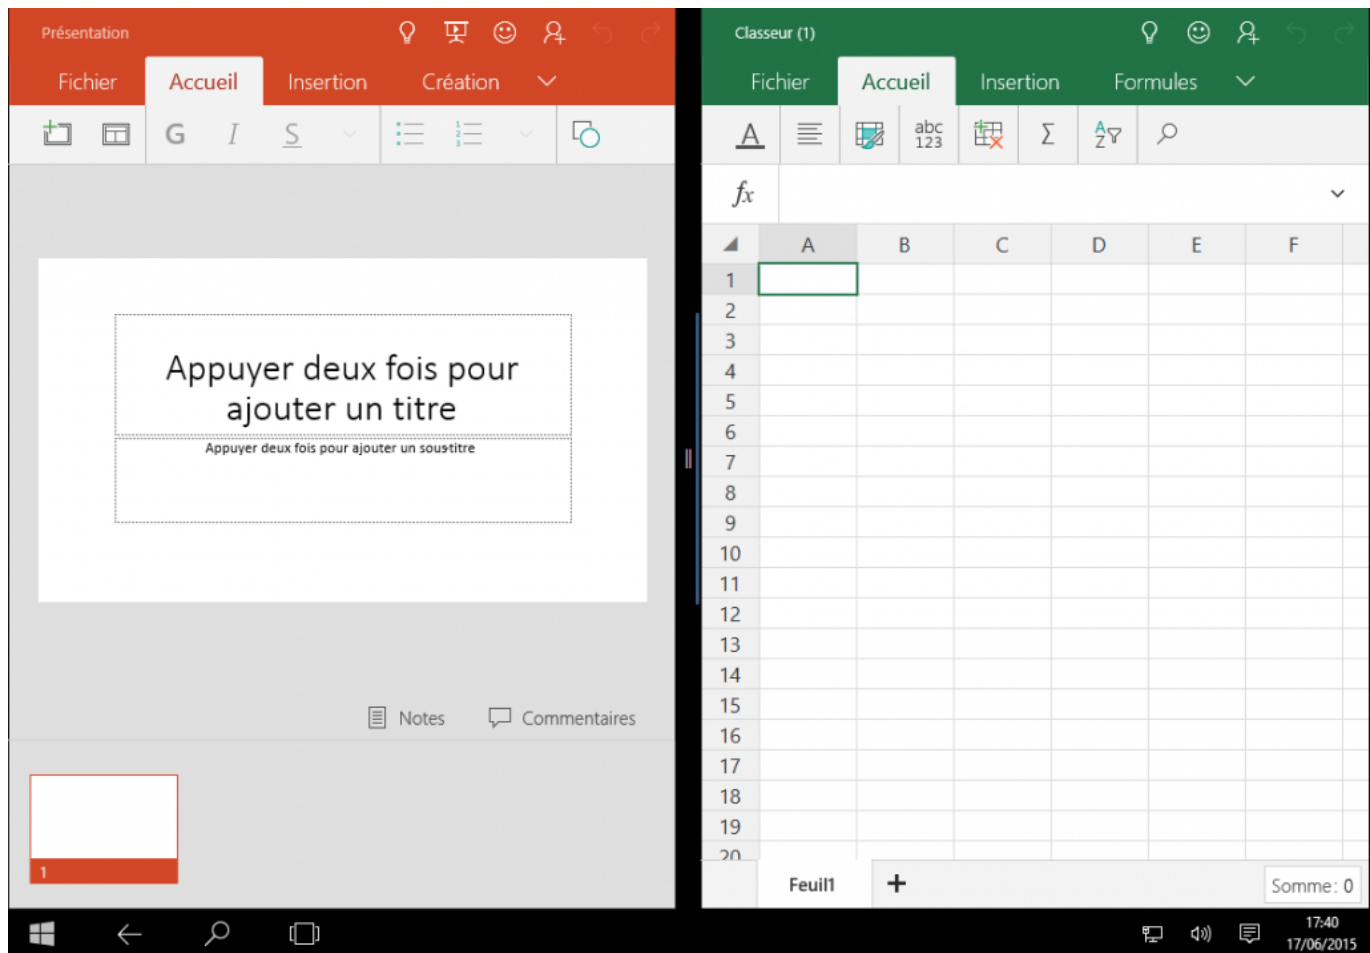 Présentation
Fichier Accueil Insertion Création
G I S
Appuyer deux fois pour
ajouter un titre
Appuyer deux fois pour ajouter un sous-titre
Notes Commentaires
1
Classeur (1)
Fichier Accueil Insertion Formules
A abc 123 Σ A Z
fx
A B C D E F
1
2
3
4
5
6
7
8
9
10
11
12
13
14
15
16
17
18
19
20
Feuil1 + Somme: 0
17:40
17/06/2015